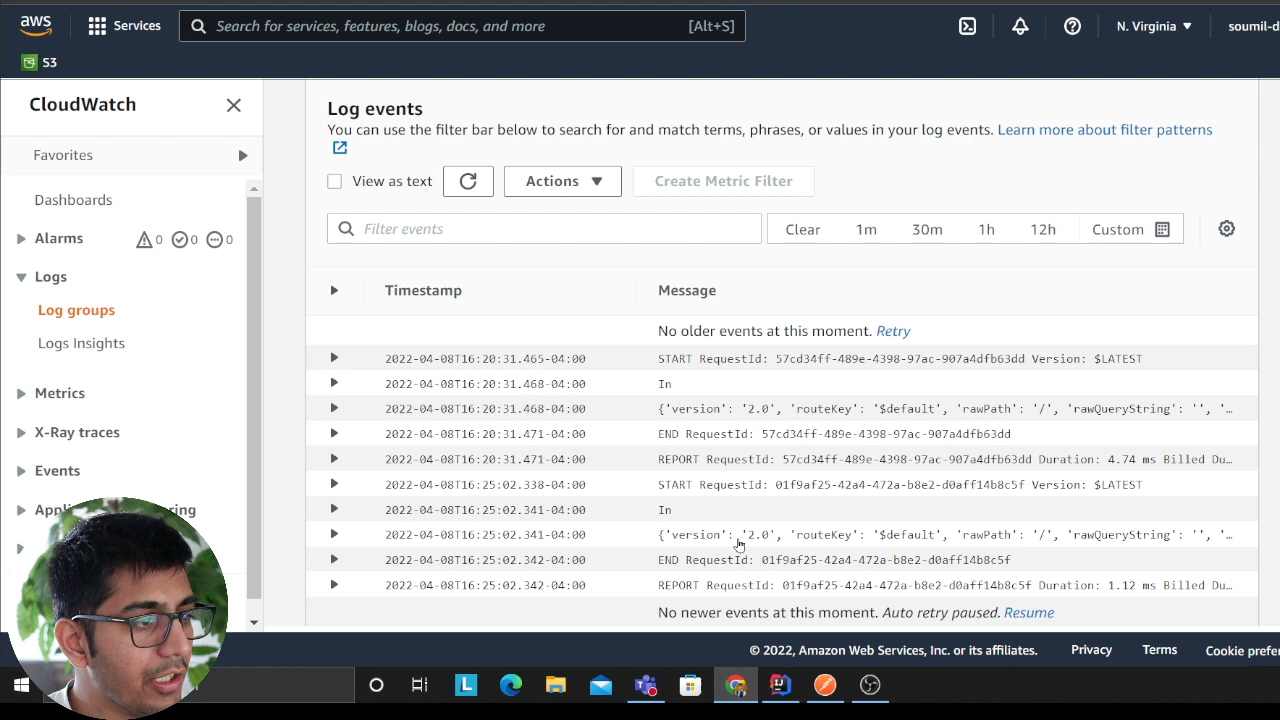 aws
Services
Search for services, features, blogs, docs, and more
[Alt+S]
N. Virginia
soumil-d
S3
CloudWatch
Favorites
Dashboards
Alarms
0
0
0
Logs
Log groups
Logs Insights
Metrics
X-Ray traces
Events
Log events
You can use the filter bar below to search for and match terms, phrases, or values in your log events. Learn more about filter patterns
View as text
Actions
Create Metric Filter
Filter events
Clear
1m
30m
1h
12h
Custom
Timestamp
Message
No older events at this moment. Retry
2022-04-08T16:20:31.465-04:00 START RequestId: 57cd34ff-489e-4398-97ac-907a4dfb63dd Version: $LATEST
2022-04-08T16:20:31.468-04:00 In
2022-04-08T16:20:31.468-04:00 {'version': '2.0', 'routeKey': '$default', 'rawPath': '/', 'rawQueryString': '', '…
2022-04-08T16:20:31.471-04:00 END RequestId: 57cd34ff-489e-4398-97ac-907a4dfb63dd
2022-04-08T16:20:31.471-04:00 REPORT RequestId: 57cd34ff-489e-4398-97ac-907a4dfb63dd Duration: 4.74 ms Billed Du…
2022-04-08T16:25:02.338-04:00 START RequestId: 01f9af25-42a4-472a-b8e2-d0aff14b8c5f Version: $LATEST
2022-04-08T16:25:02.341-04:00 In
2022-04-08T16:25:02.341-04:00 {'version': '2.0', 'routeKey': '$default', 'rawPath': '/', 'rawQueryString': '', '…
2022-04-08T16:25:02.342-04:00 END RequestId: 01f9af25-42a4-472a-b8e2-d0aff14b8c5f
2022-04-08T16:25:02.342-04:00 REPORT RequestId: 01f9af25-42a4-472a-b8e2-d0aff14b8c5f Duration: 1.12 ms Billed Du…
No newer events at this moment. Auto retry paused. Resume
© 2022, Amazon Web Services, Inc. or its affiliates.
Privacy
Terms
Cookie prefer